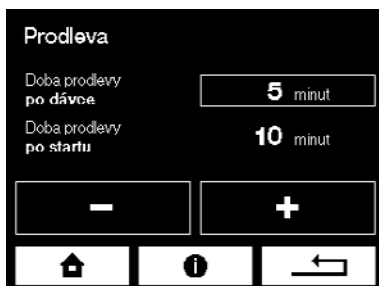 Prodleva
Doba prodlevy
po dávce
5 minut
Doba prodlevy
po startu
10 minut
− +